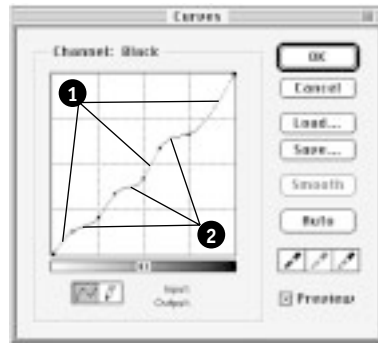 Curves
Channel: Black
OK
Cancel
Load...
Save...
Smooth
Auto
1
2
Input:
Output:
Preview